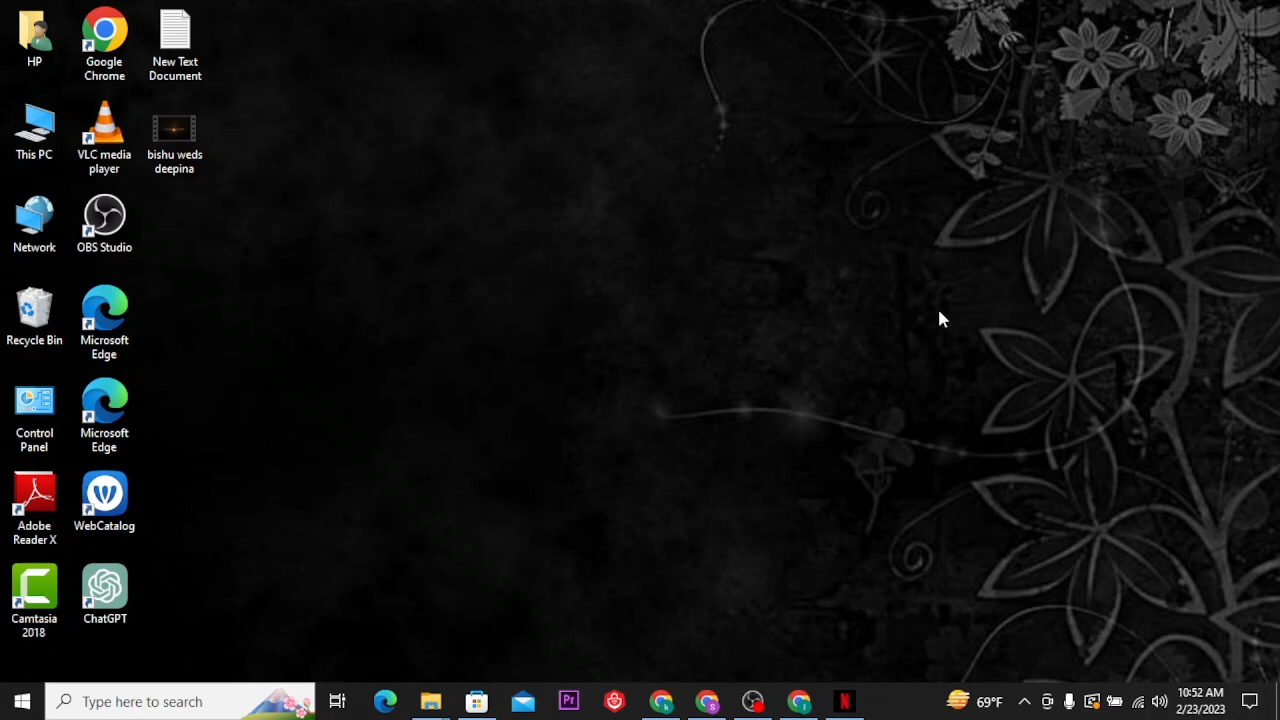 HP
Google
Chrome
New Text
Document
This PC
VLC media
player
bishu weds
deepina
Network
OBS Studio
Recycle Bin
Microsoft
Edge
Control
Panel
Microsoft
Edge
Adobe
Reader X
WebCatalog
Camtasia
2018
ChatGPT
Type here to search
Pr
k
s
N
69°F
10:52 AM
2/23/2023